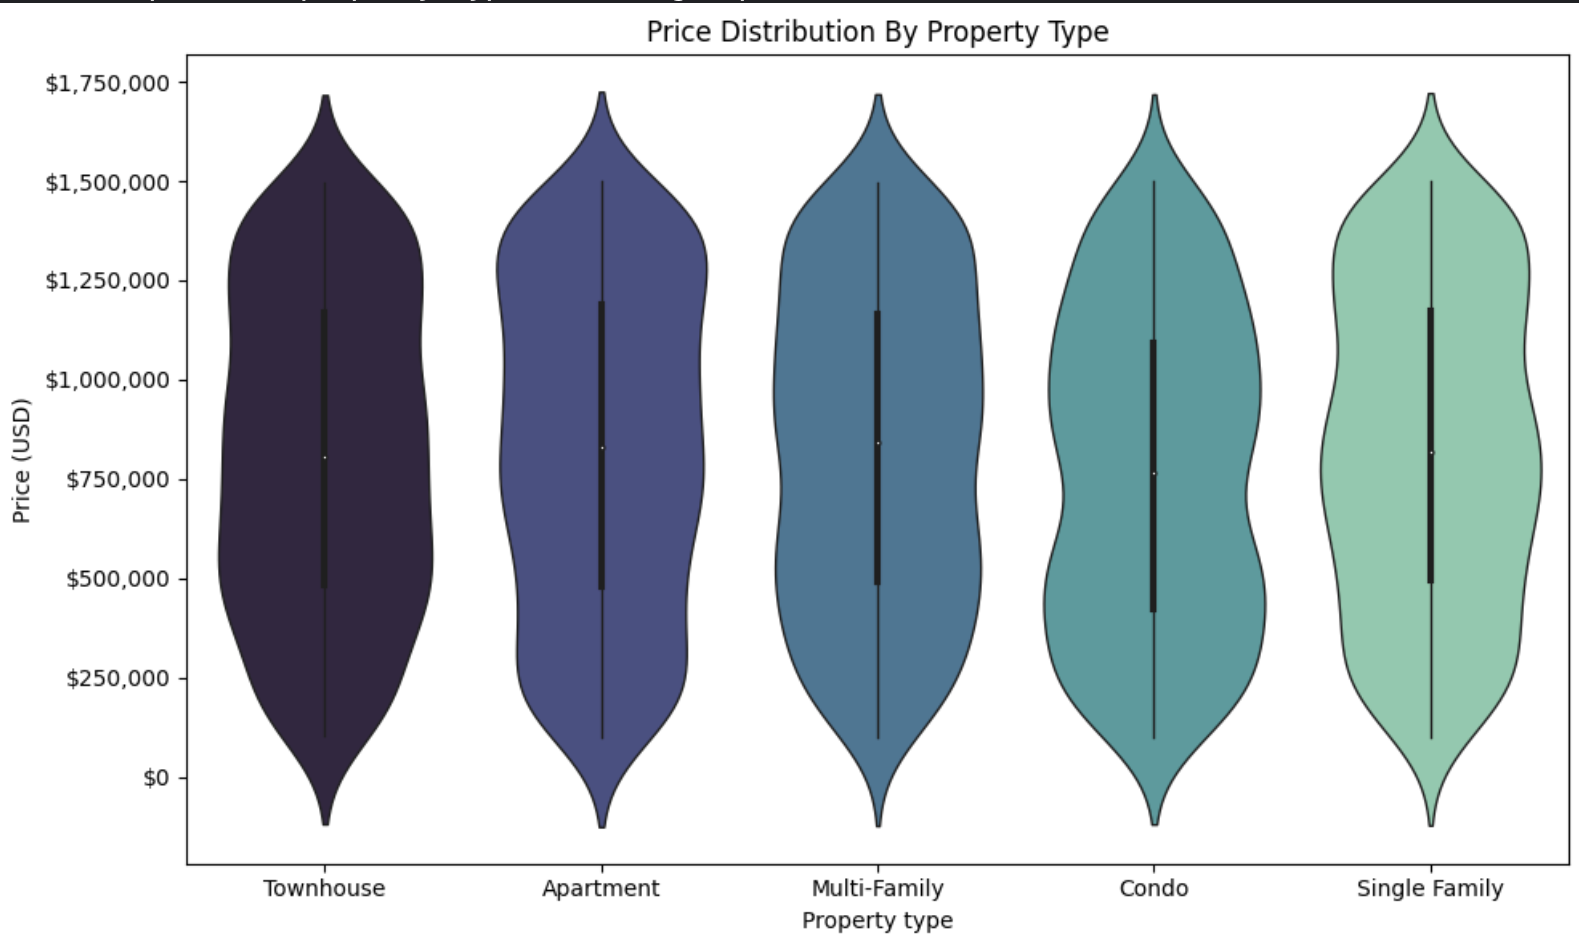 Price Distribution By Property Type
$1,750,000
$1,500,000
$1,250,000
$1,000,000
$750,000
$500,000
$250,000
$0
Price (USD)
Townhouse Apartment Multi-Family Condo Single Family
Property type